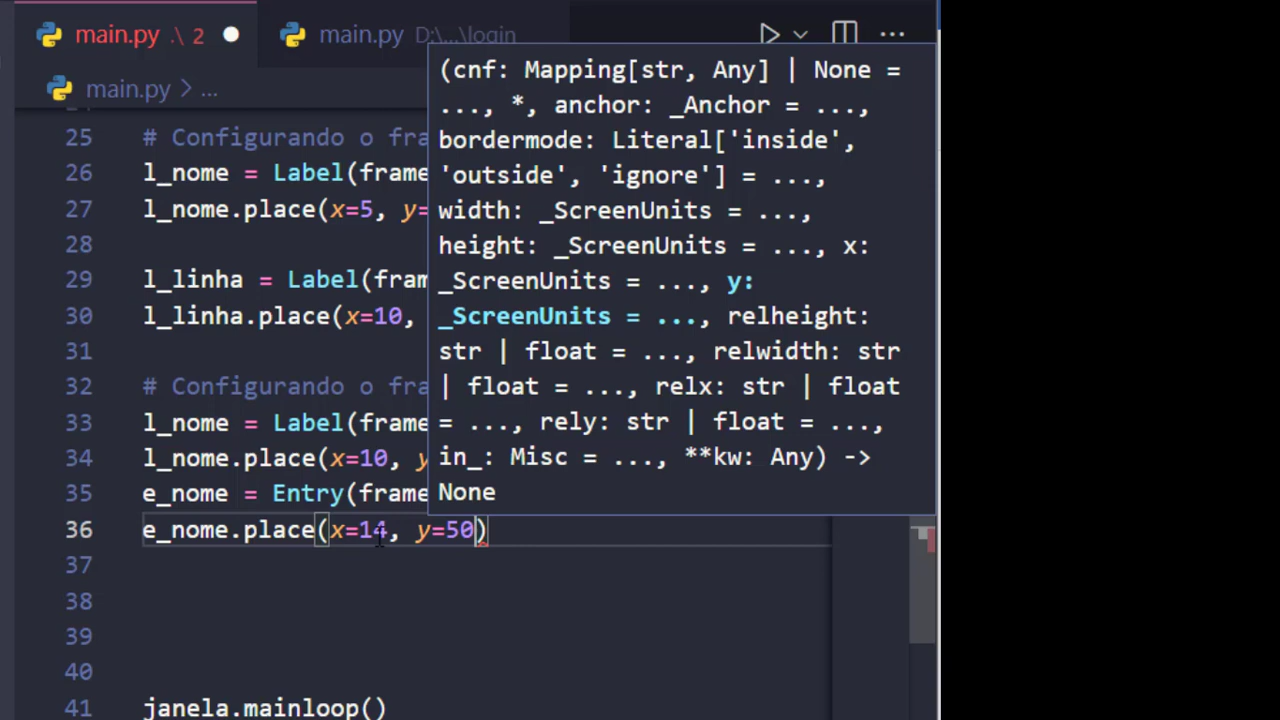 main.py .\ 2 main.py D:\...\login
main.py > ...
25 # Configurando o fra
26 l_nome = Label(frame
27 l_nome.place(x=5, y=
28
29 l_linha = Label(fram
30 l_linha.place(x=10,
31
32 # Configurando o fra
33 l_nome = Label(frame
34 l_nome.place(x=10, y
35 e_nome = Entry(frame
36 e_nome.place(x=14, y=50)
37
38
39
40
41 janela.mainloop()
(cnf: Mapping[str, Any] | None =
..., *, anchor: _Anchor = ...,
bordermode: Literal['inside',
'outside', 'ignore'] = ...,
width: _ScreenUnits = ...,
height: _ScreenUnits = ..., x:
_ScreenUnits = ..., y:
_ScreenUnits = ..., relheight:
str | float = ..., relwidth: str
| float = ..., relx: str | float
= ..., rely: str | float = ...,
in_: Misc = ..., **kw: Any) ->
None